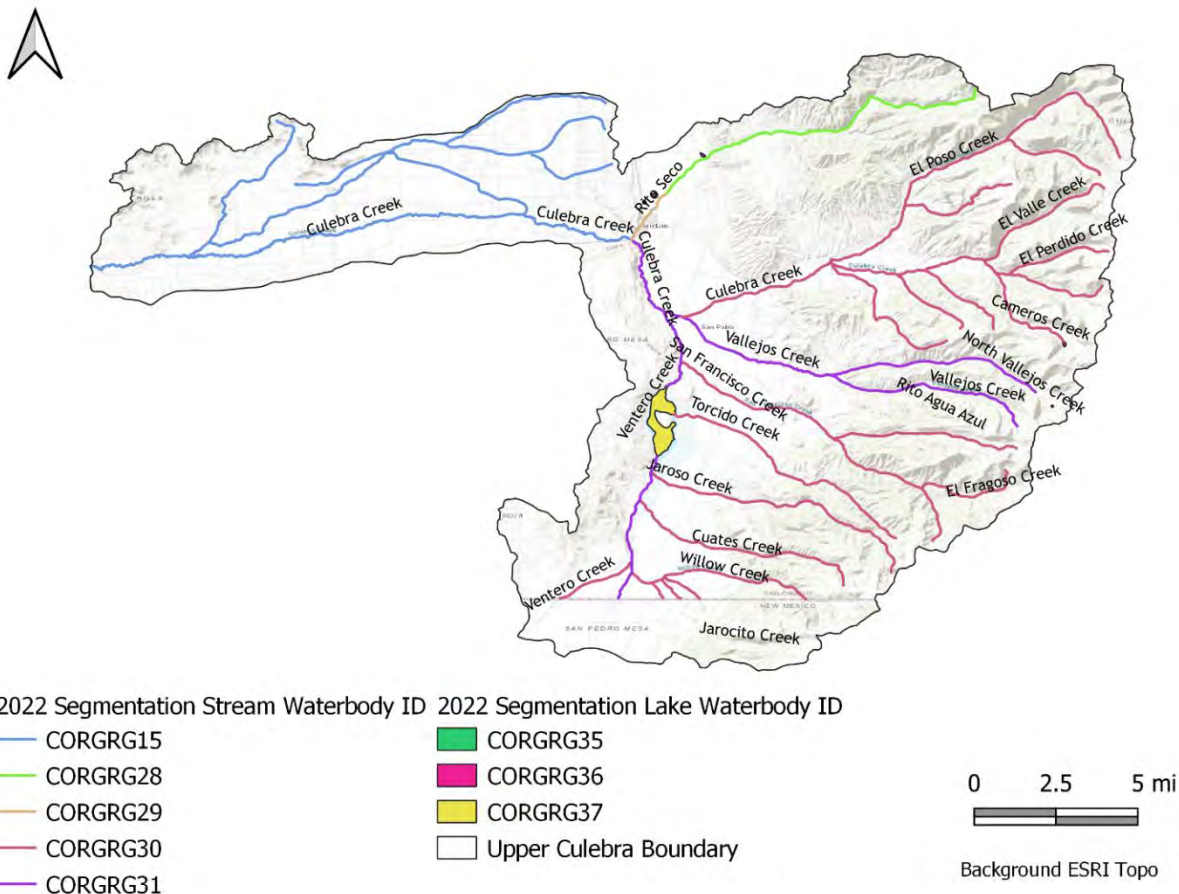 El Poso Creek
Rito Seco
El Valle Creek
Culebra Creek
Culebra Creek
El Perdido Creek
Culebra Creek
Culebra Creek
Culebra Creek
Cameros Creek
San Pablo
North Vallejos Creek
Vallejos Creek
Vallejos Creek
San Francisco Creek
Rito Agua Azul
Ventero Creek
Torcido Creek
Jaroso Creek
El Fragoso Creek
Cuates Creek
Willow Creek
Ventero Creek
NEW MEXICO
SAN PEDRO MESA
Jarocito Creek
2022 Segmentation Stream Waterbody ID
CORGRG15
CORGRG28
CORGRG29
CORGRG30
CORGRG31
2022 Segmentation Lake Waterbody ID
CORGRG35
CORGRG36
CORGRG37
Upper Culebra Boundary
0 2.5 5 mi
Background ESRI Topo